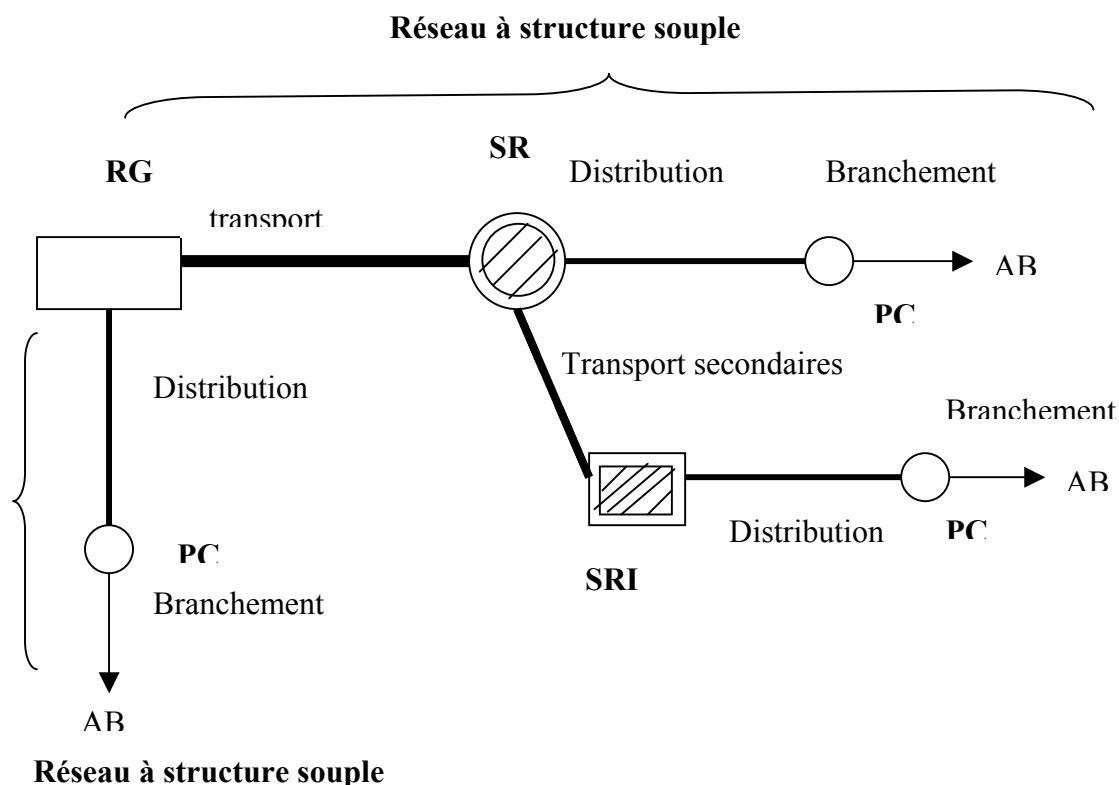 Réseau à structure souple
SR
RG
Distribution
Branchement
transport
AB
PC
Transport secondaires
Distribution
Branchement
AB
Distribution
PC
PC
SRI
Branchement
AB
Réseau à structure souple